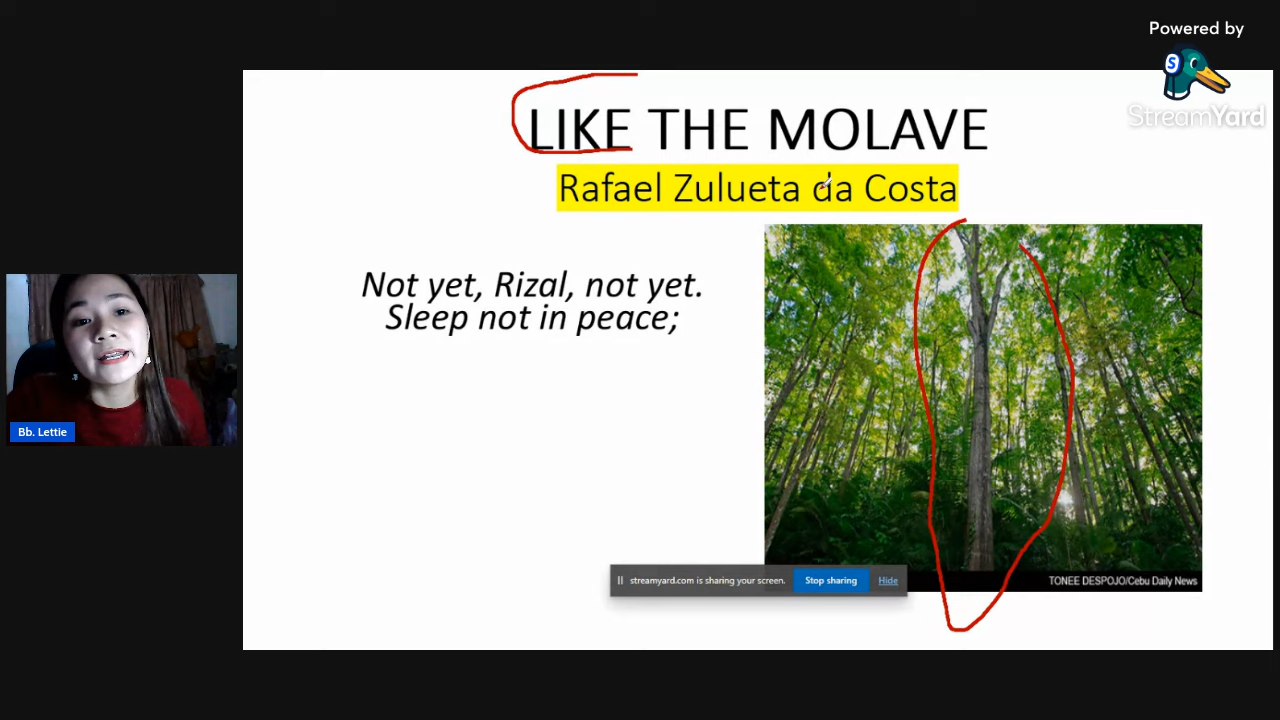 Powered by
S
StreamYard
LIKE THE MOLAVE
Rafael Zulueta da Costa
Not yet, Rizal, not yet.
Sleep not in peace;
Bb. Lettie
streamyard.com is sharing your screen. Stop sharing Hide
TONEE DESPOJO/Cebu Daily News